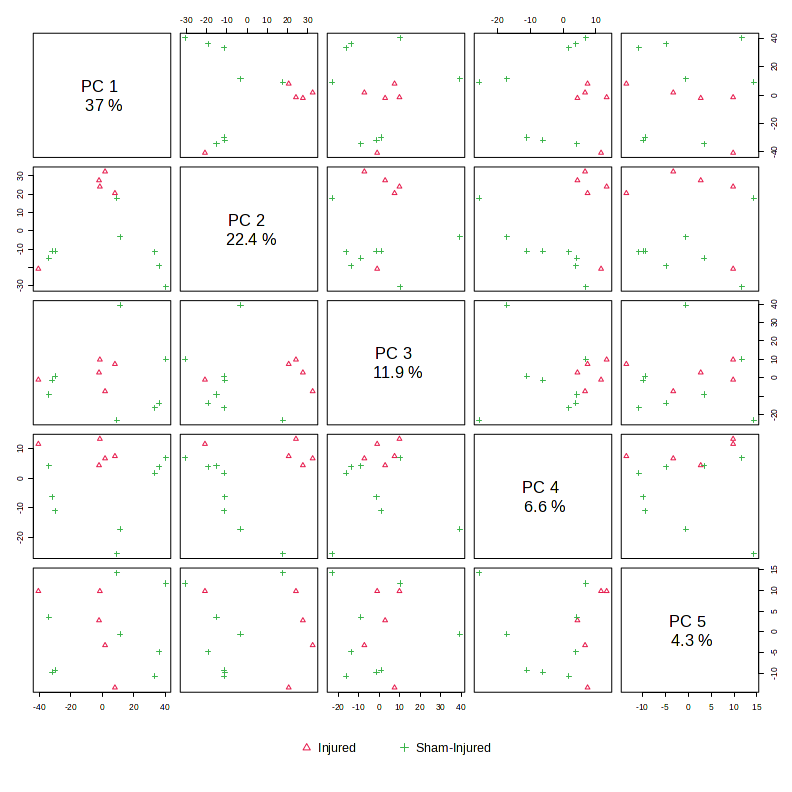 -30 -20 -10 0 10 20 30
-20 -10 0 10
PC 1
37 %
-40 -20 0 20 40
-30 -10 0 10 20 30
PC 2
22.4 %
PC 3
11.9 %
-20 0 10 20 30 40
-20 -10 0 10
PC 4
6.6 %
PC 5
4.3 %
-10 -5 0 5 10 15
-40 -20 0 20 40
-20 -10 0 10 20 30 40
-10 -5 0 5 10 15
Injured Sham-Injured